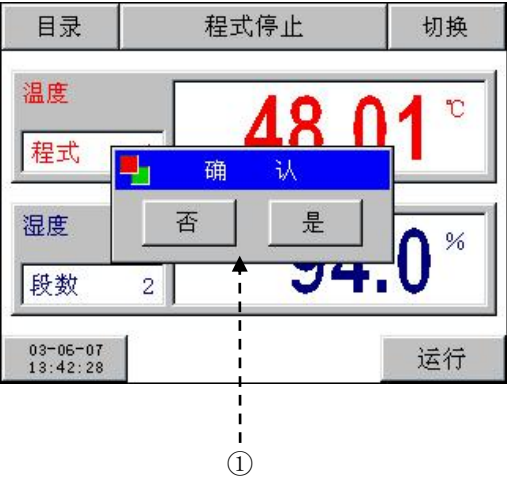 目录 程式停止 切换
温度 48.01 ℃
程式
确 认
否 是
湿度 94.0 %
段数 2
03-06-07
13:42:28
运行
①